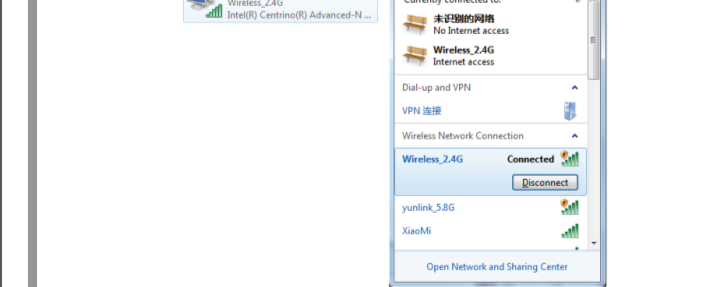 Wireless_2.4G
Intel(R) Centrino(R) Advanced-N ...
Currently connected to:
未识别的网络
No Internet access
Wireless_2.4G
Internet access
Dial-up and VPN
VPN 连接
Wireless Network Connection
Wireless_2.4G Connected
Disconnect
yunlink_5.8G
XiaoMi
Open Network and Sharing Center